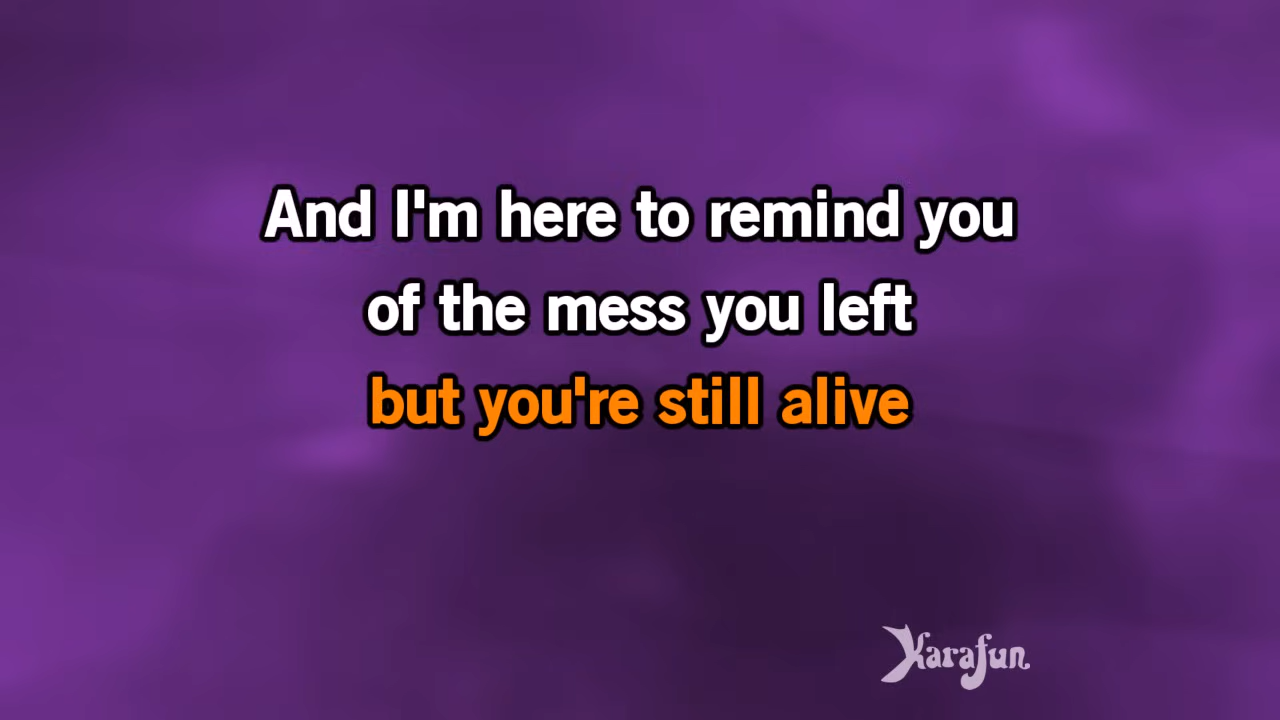 And I'm here to remind you
of the mess you left
but you're still alive
Karafun